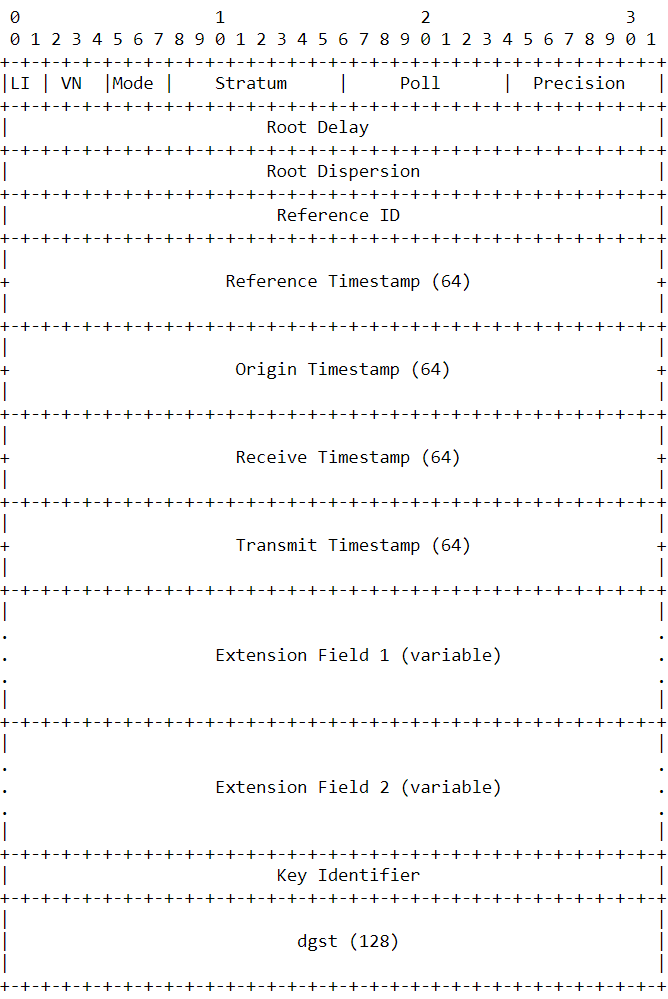 0                   1                   2                   3
 0 1 2 3 4 5 6 7 8 9 0 1 2 3 4 5 6 7 8 9 0 1 2 3 4 5 6 7 8 9 0 1
+-+-+-+-+-+-+-+-+-+-+-+-+-+-+-+-+-+-+-+-+-+-+-+-+-+-+-+-+-+-+-+-+
|LI | VN  |Mode |    Stratum     |     Poll      |  Precision   |
+-+-+-+-+-+-+-+-+-+-+-+-+-+-+-+-+-+-+-+-+-+-+-+-+-+-+-+-+-+-+-+-+
|                         Root Delay                            |
+-+-+-+-+-+-+-+-+-+-+-+-+-+-+-+-+-+-+-+-+-+-+-+-+-+-+-+-+-+-+-+-+
|                         Root Dispersion                       |
+-+-+-+-+-+-+-+-+-+-+-+-+-+-+-+-+-+-+-+-+-+-+-+-+-+-+-+-+-+-+-+-+
|                          Reference ID                         |
+-+-+-+-+-+-+-+-+-+-+-+-+-+-+-+-+-+-+-+-+-+-+-+-+-+-+-+-+-+-+-+-+
|                                                               |
+                     Reference Timestamp (64)                  +
|                                                               |
+-+-+-+-+-+-+-+-+-+-+-+-+-+-+-+-+-+-+-+-+-+-+-+-+-+-+-+-+-+-+-+-+
|                                                               |
+                      Origin Timestamp (64)                    +
|                                                               |
+-+-+-+-+-+-+-+-+-+-+-+-+-+-+-+-+-+-+-+-+-+-+-+-+-+-+-+-+-+-+-+-+
|                                                               |
+                      Receive Timestamp (64)                   +
|                                                               |
+-+-+-+-+-+-+-+-+-+-+-+-+-+-+-+-+-+-+-+-+-+-+-+-+-+-+-+-+-+-+-+-+
|                                                               |
+                      Transmit Timestamp (64)                  +
|                                                               |
+-+-+-+-+-+-+-+-+-+-+-+-+-+-+-+-+-+-+-+-+-+-+-+-+-+-+-+-+-+-+-+-+
|                                                               |
.                                                               .
.                    Extension Field 1 (variable)               .
.                                                               .
|                                                               |
+-+-+-+-+-+-+-+-+-+-+-+-+-+-+-+-+-+-+-+-+-+-+-+-+-+-+-+-+-+-+-+-+
|                                                               |
.                                                               .
.                    Extension Field 2 (variable)               .
.                                                               .
|                                                               |
+-+-+-+-+-+-+-+-+-+-+-+-+-+-+-+-+-+-+-+-+-+-+-+-+-+-+-+-+-+-+-+-+
|                          Key Identifier                       |
+-+-+-+-+-+-+-+-+-+-+-+-+-+-+-+-+-+-+-+-+-+-+-+-+-+-+-+-+-+-+-+-+
|                                                               |
|                            dgst (128)                         |
|                                                               |
+-+-+-+-+-+-+-+-+-+-+-+-+-+-+-+-+-+-+-+-+-+-+-+-+-+-+-+-+-+-+-+-+